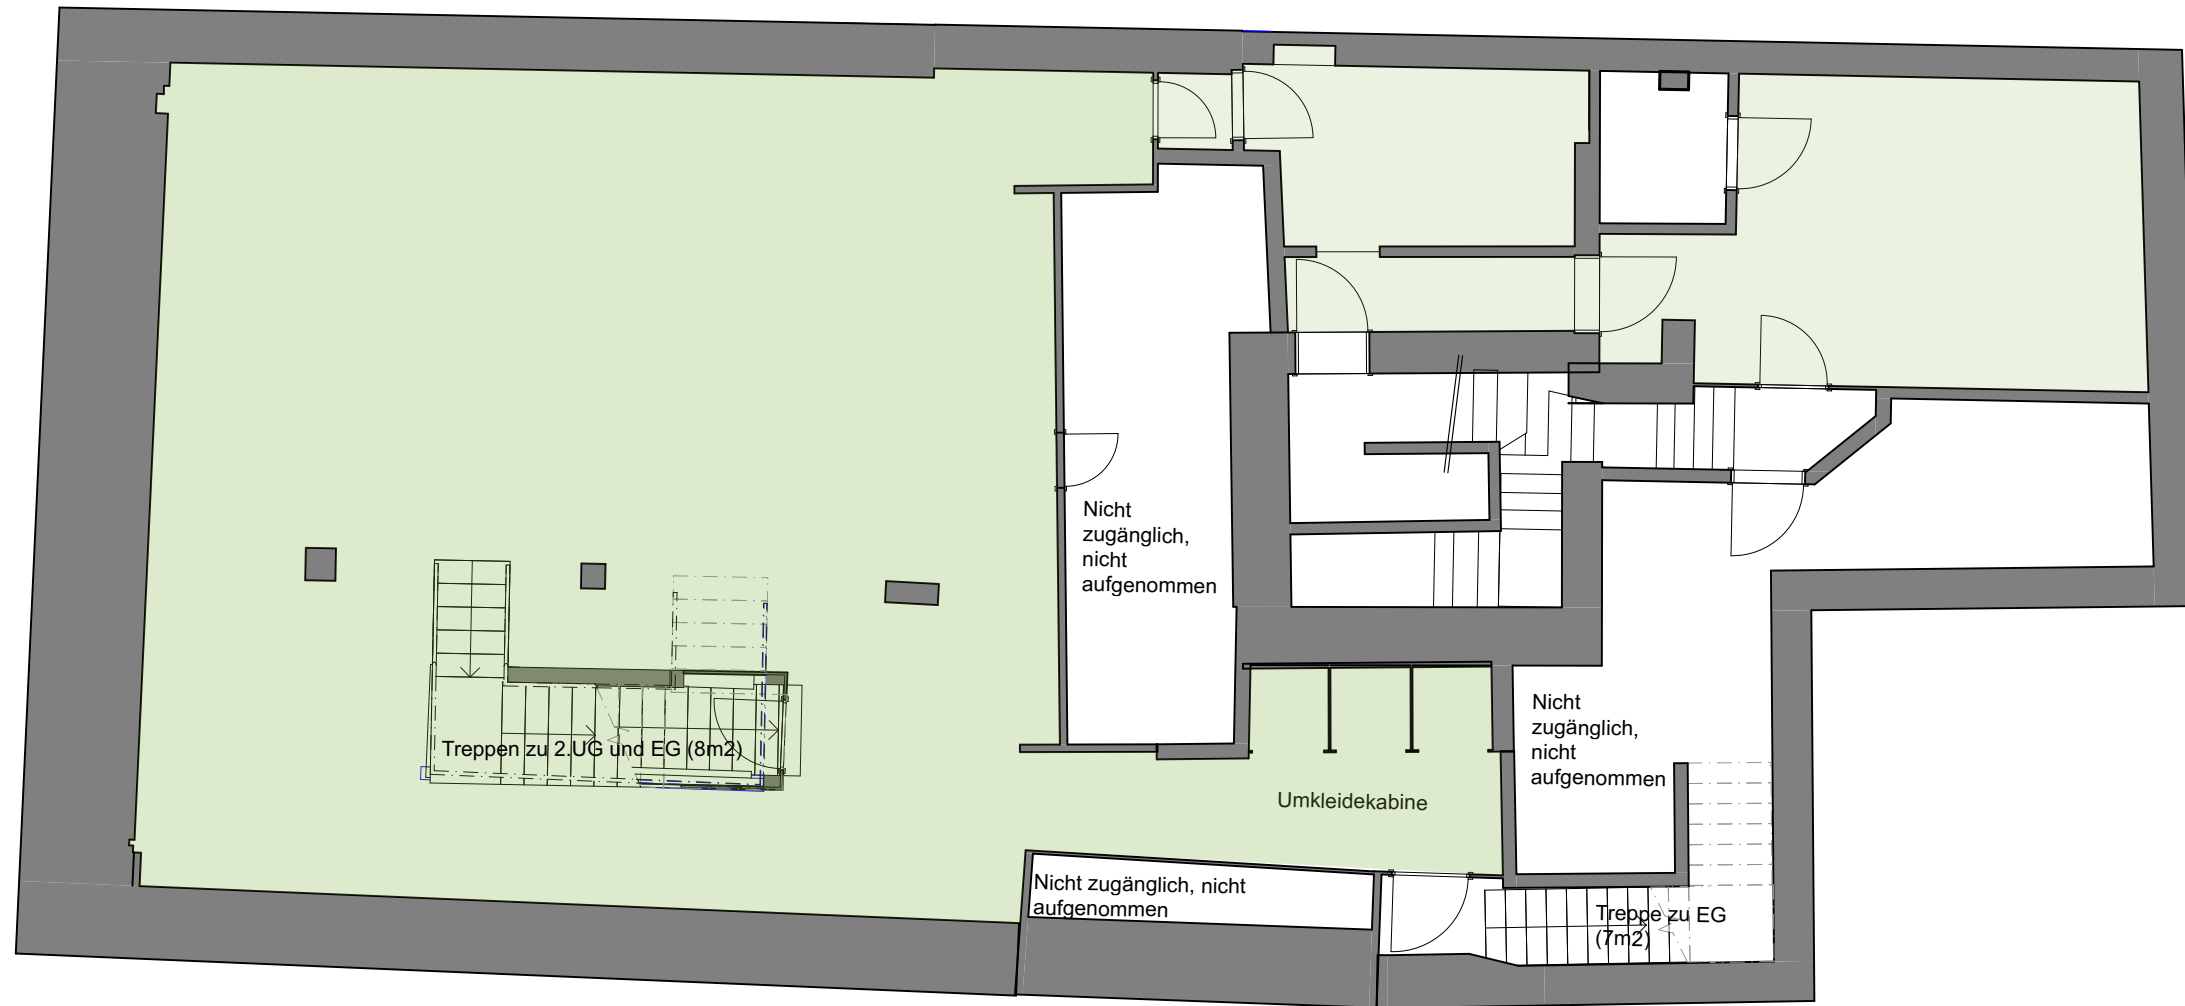 Nicht
zugänglich,
nicht
aufgenommen
Treppen zu 2.UG und EG (8m2)
Umkleidekabine
Nicht
zugänglich,
nicht
aufgenommen
Nicht zugänglich, nicht
aufgenommen
Treppe zu EG
(7m2)